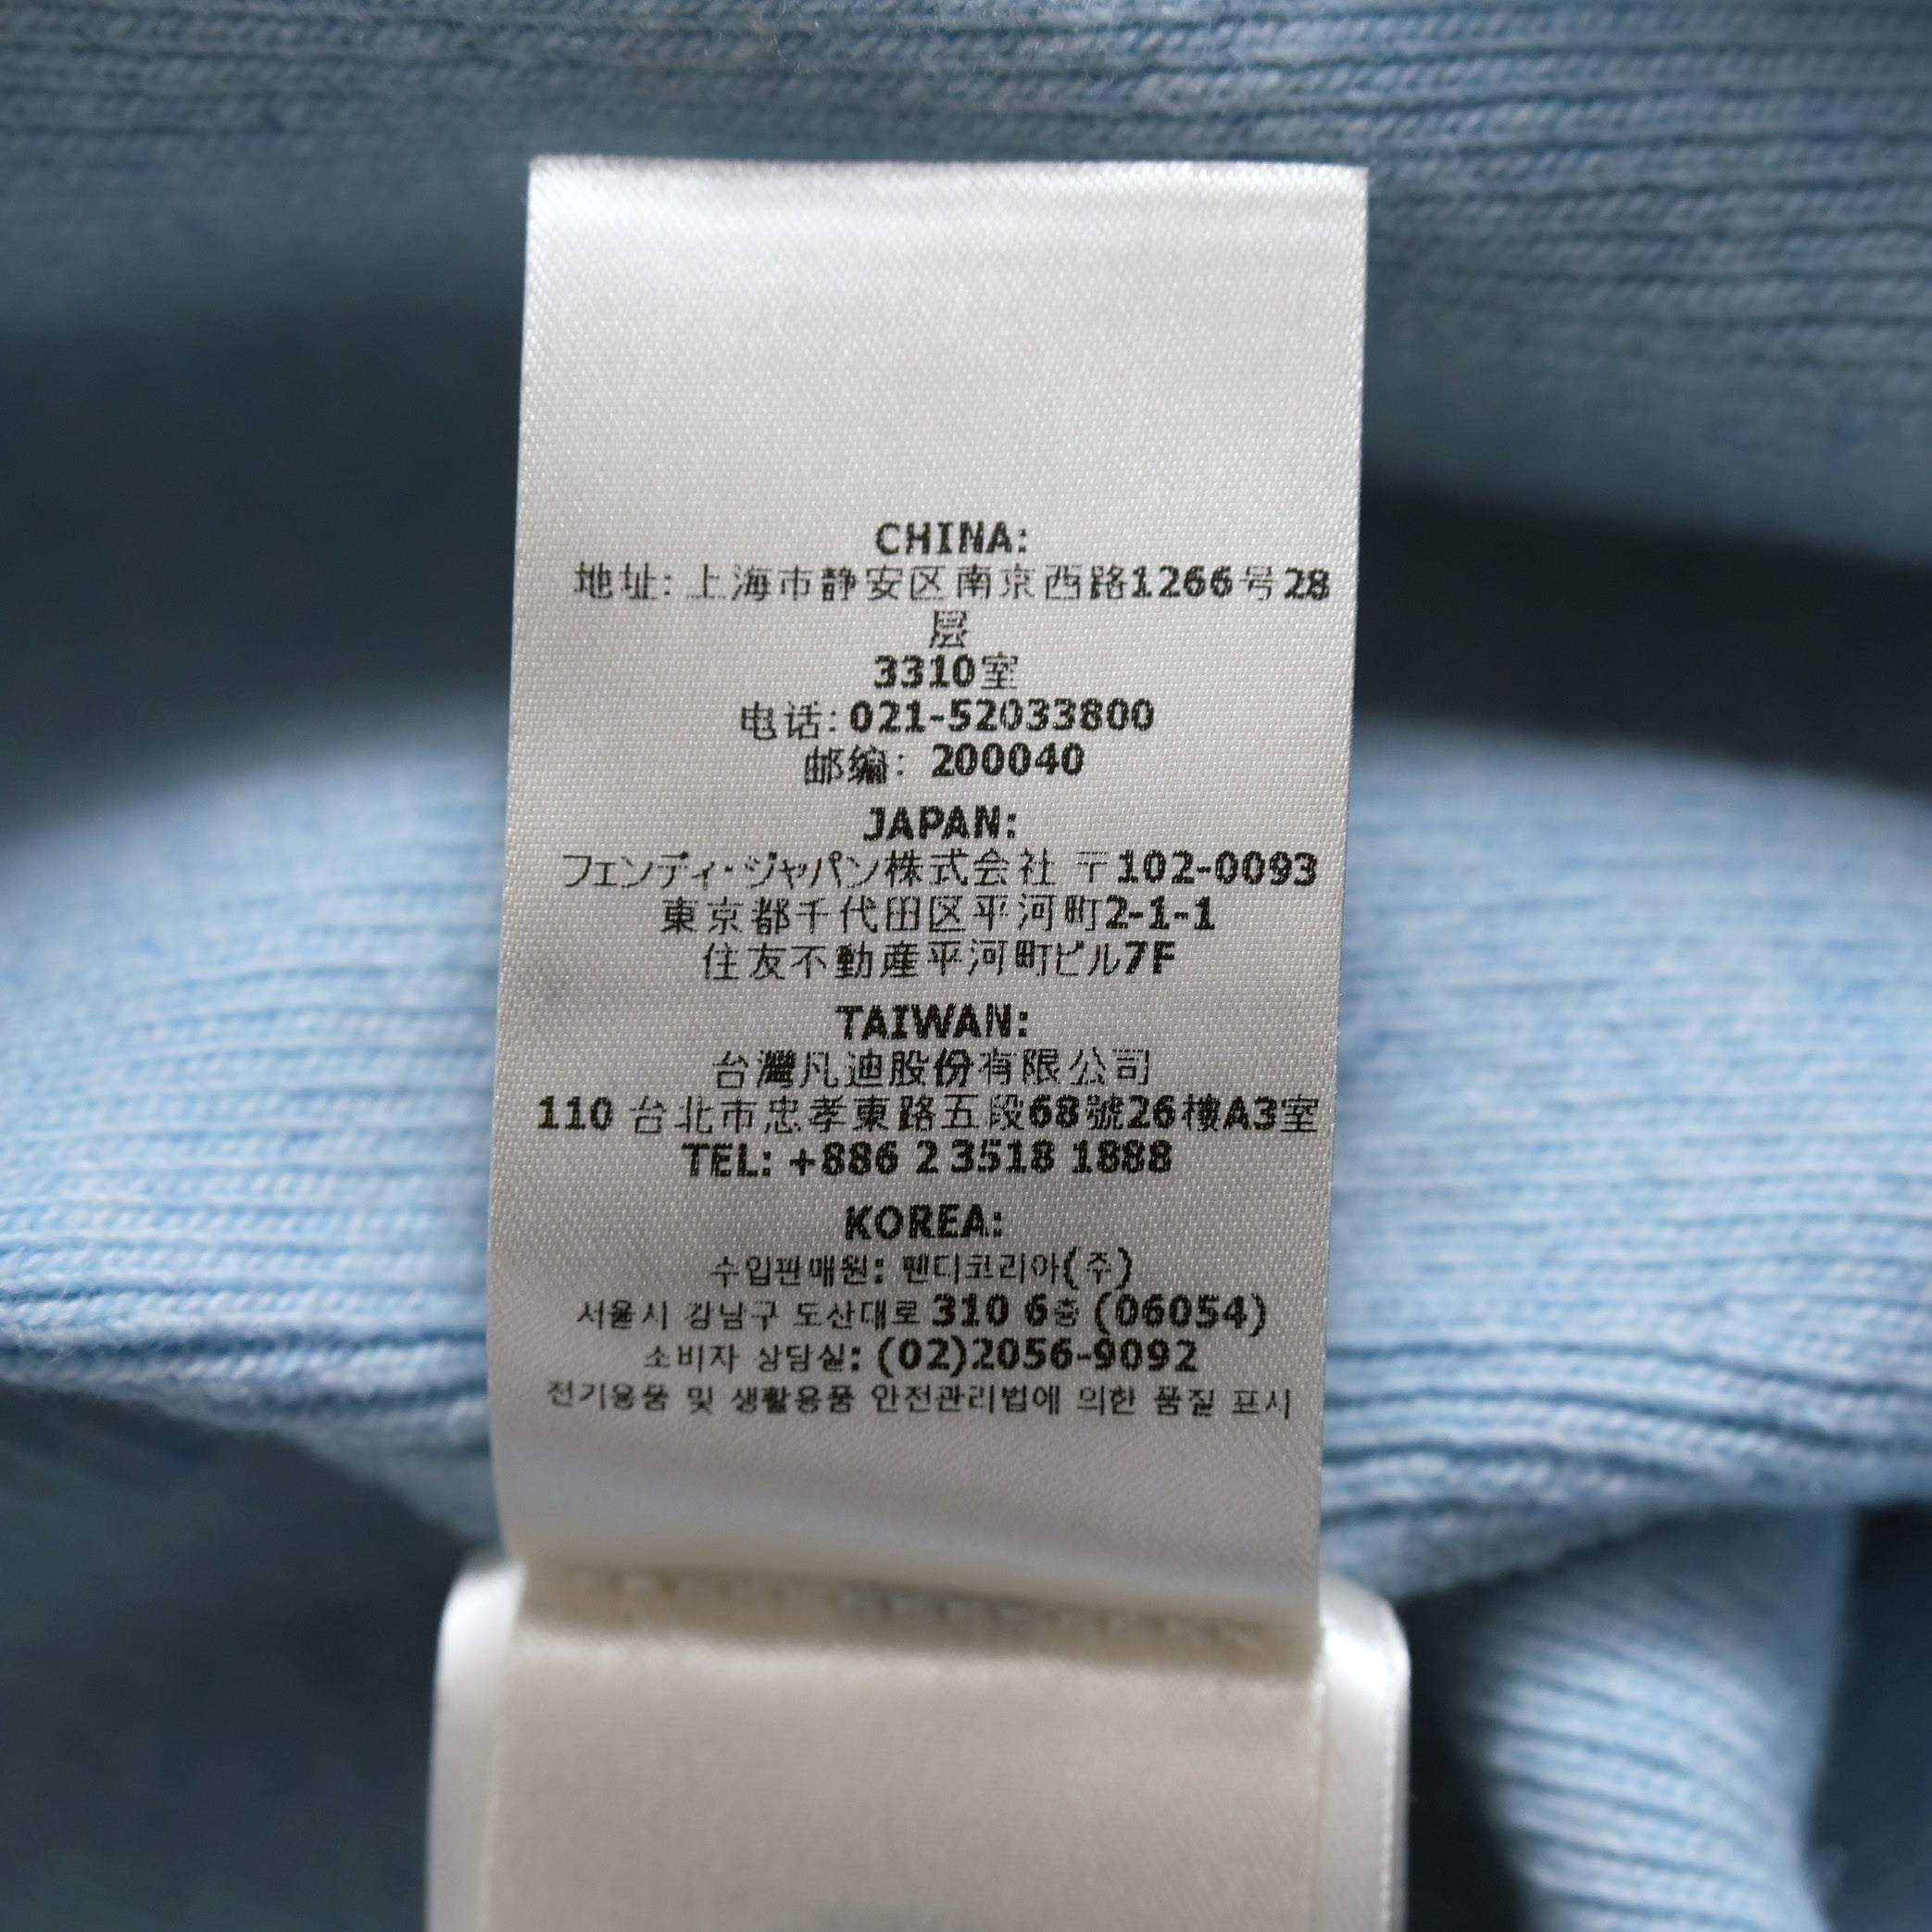 CHINA:
地址: 上海市静安区南京西路1266号28
层
3310室
电话: 021-52033800
邮编: 200040
JAPAN:
フェンディ・ジャパン株式会社 〒102-0093
東京都千代田区平河町2-1-1
住友不動産平河町ビル7F
TAIWAN:
台灣凡迪股份有限公司
110 台北市忠孝東路五段68號26樓A3室
TEL: +886 2 3518 1888
KOREA:
수입판매원: 펜디코리아(주)
서울시 강남구 도산대로 310 6층 (06054)
소비자 상담실: (02)2056-9092
전기용품 및 생활용품 안전관리법에 의한 품질 표시